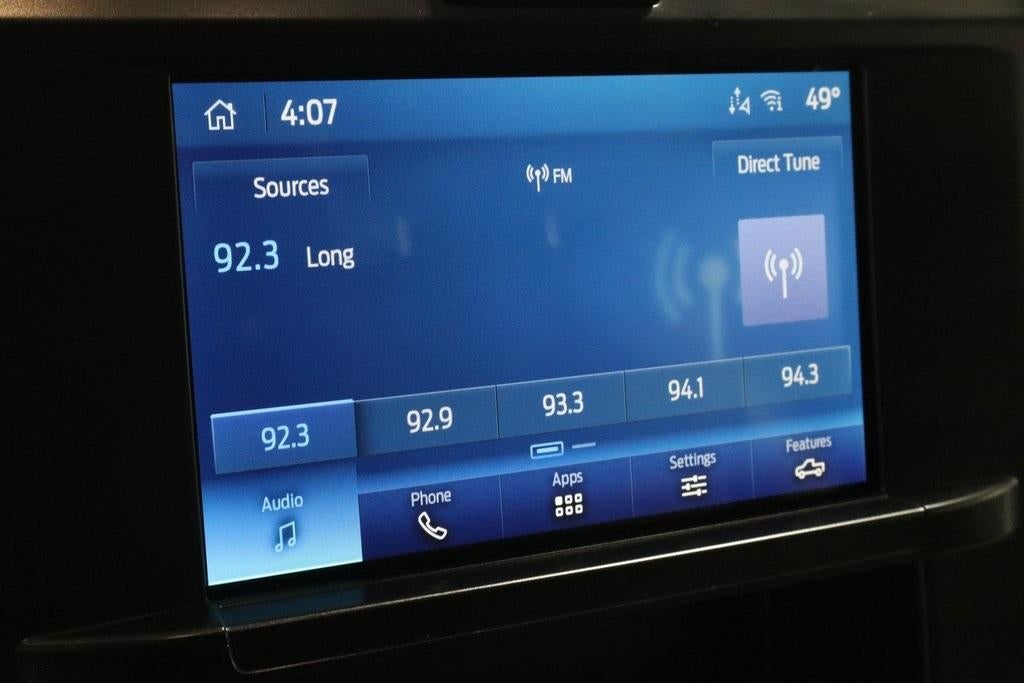 4:07 49°
Sources FM Direct Tune
92.3 Long
92.3 92.9 93.3 94.1 94.3
Audio Phone Apps Settings Features